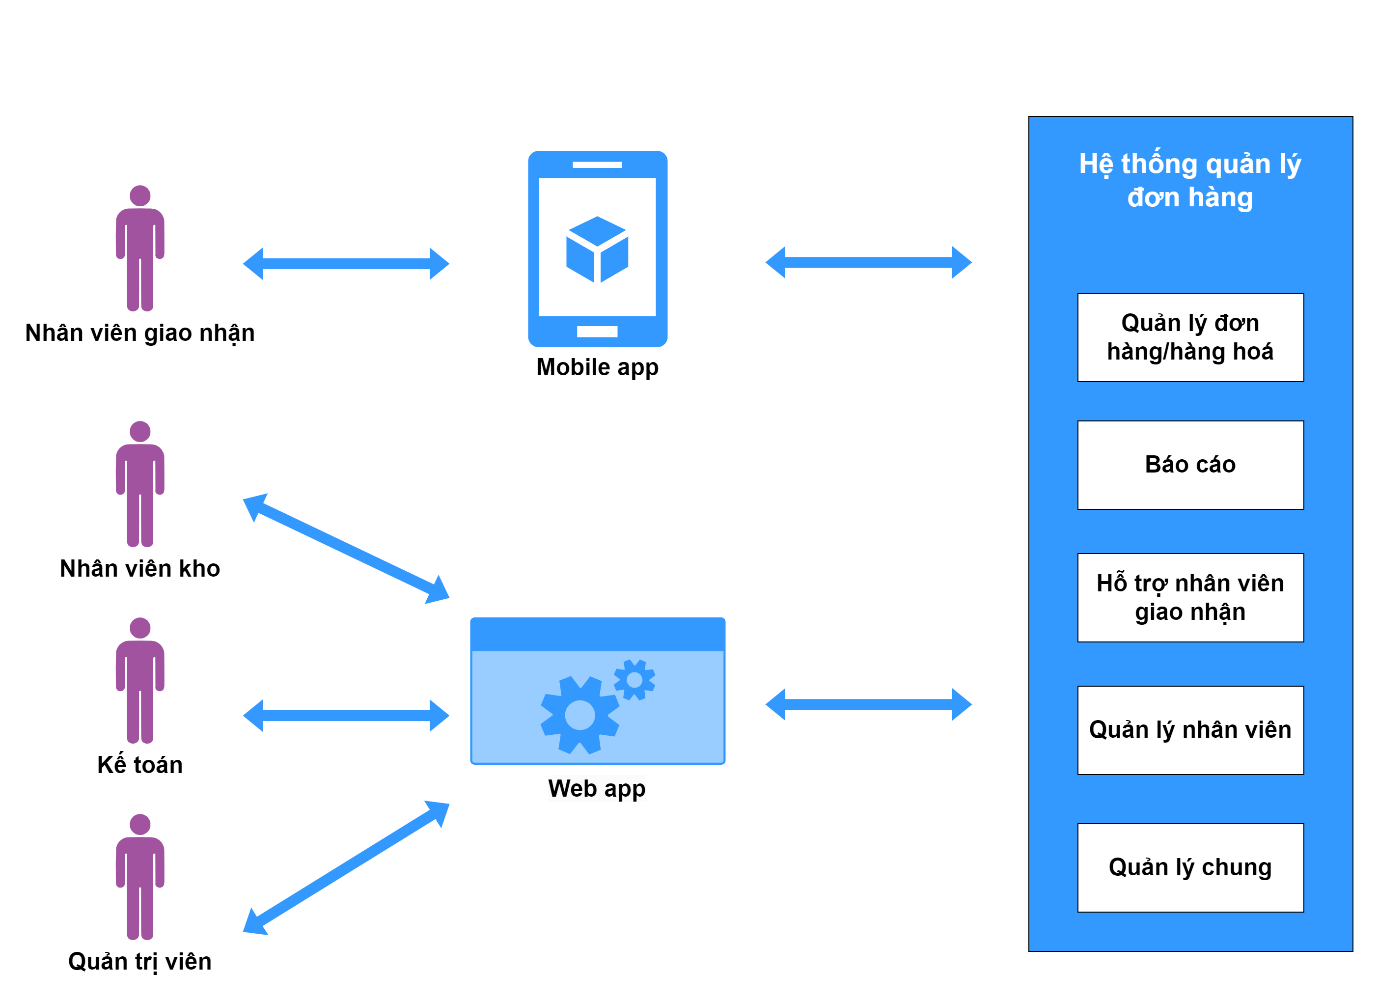 Nhân viên giao nhận
Mobile app
Nhân viên kho
Kế toán
Quản trị viên
Web app
Hệ thống quản lý
đơn hàng
Quản lý đơn
hàng/hàng hoá
Báo cáo
Hỗ trợ nhân viên
giao nhận
Quản lý nhân viên
Quản lý chung